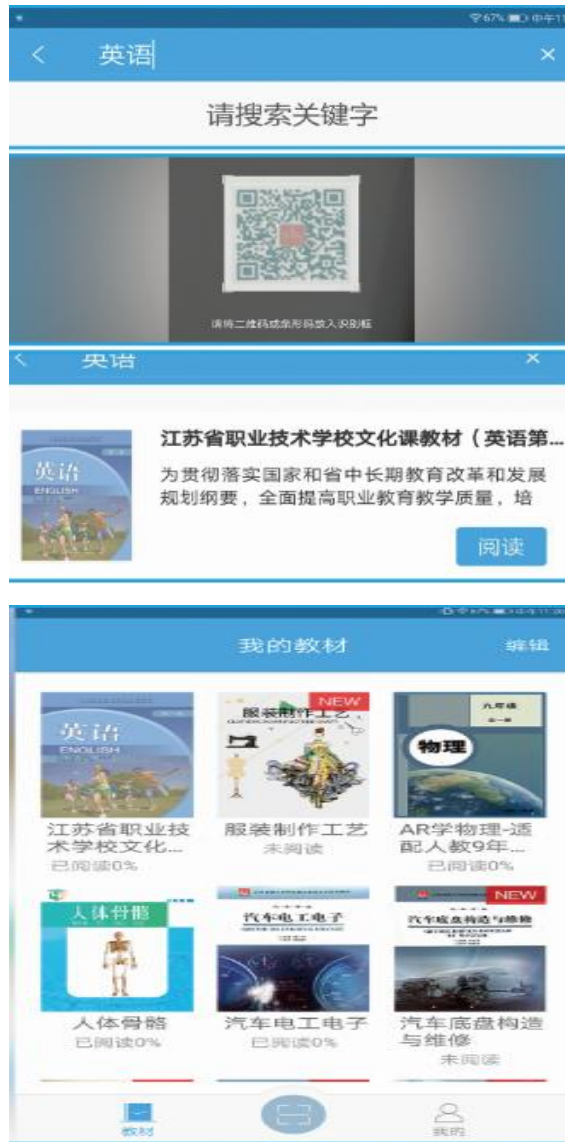 67% 中午11
英语
请搜索关键字
请将二维码或条形码放入识别框
英语
江苏省职业技术学校文化课教材（英语第...
英语
ENGLISH
为贯彻落实国家和省中长期教育改革和发展
规划纲要，全面提高职业教育教学质量，培
阅读
我的教材
编辑
英语
ENGLISH
NEW
服装制作工艺
九年级
全一册
物理
江苏省职业技
术学校文化...
已阅读0%
服装制作工艺
未阅读
AR学物理-适
配人教9年...
已阅读0%
人体骨骼
汽车电工电子
NEW
汽车底盘构造与维修
人体骨骼
已阅读0%
汽车电工电子
已阅读0%
汽车底盘构造
与维修
未阅读
教材
我的